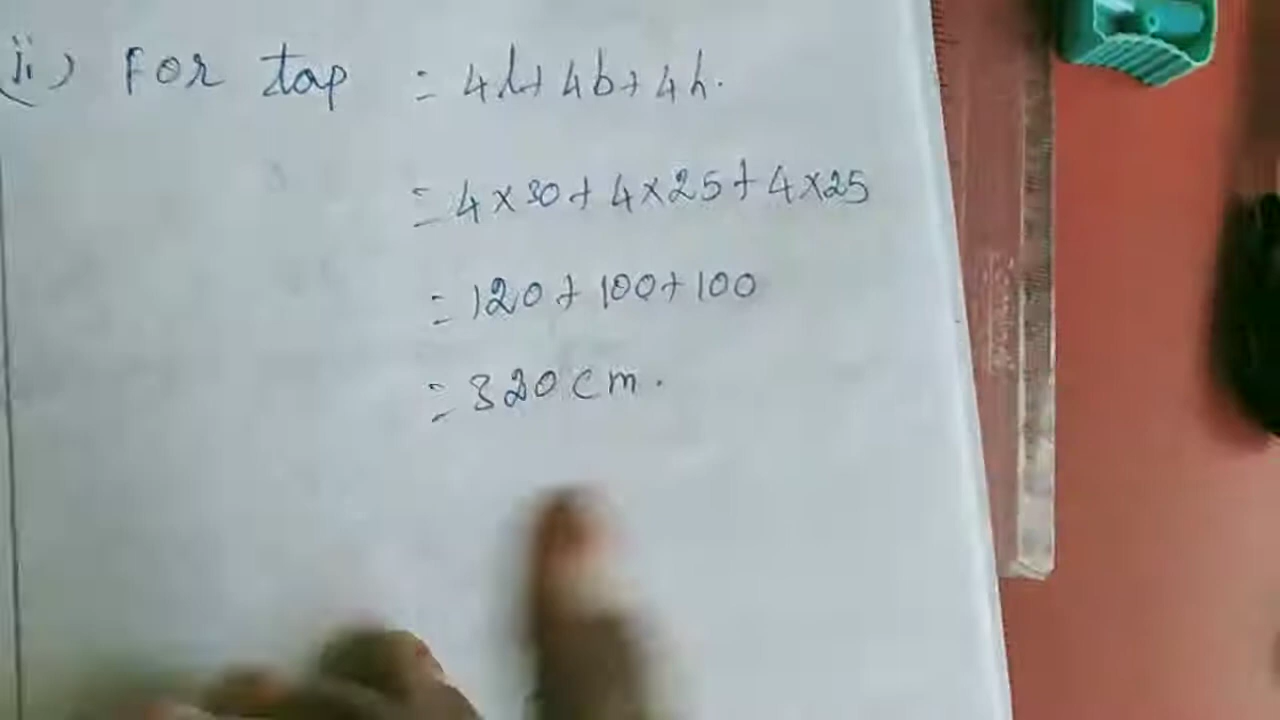 ii) For tap = 4l+ 4b+ 4h.
= 4×30+ 4×25+ 4×25
= 120+ 100+ 100
= 320 cm.